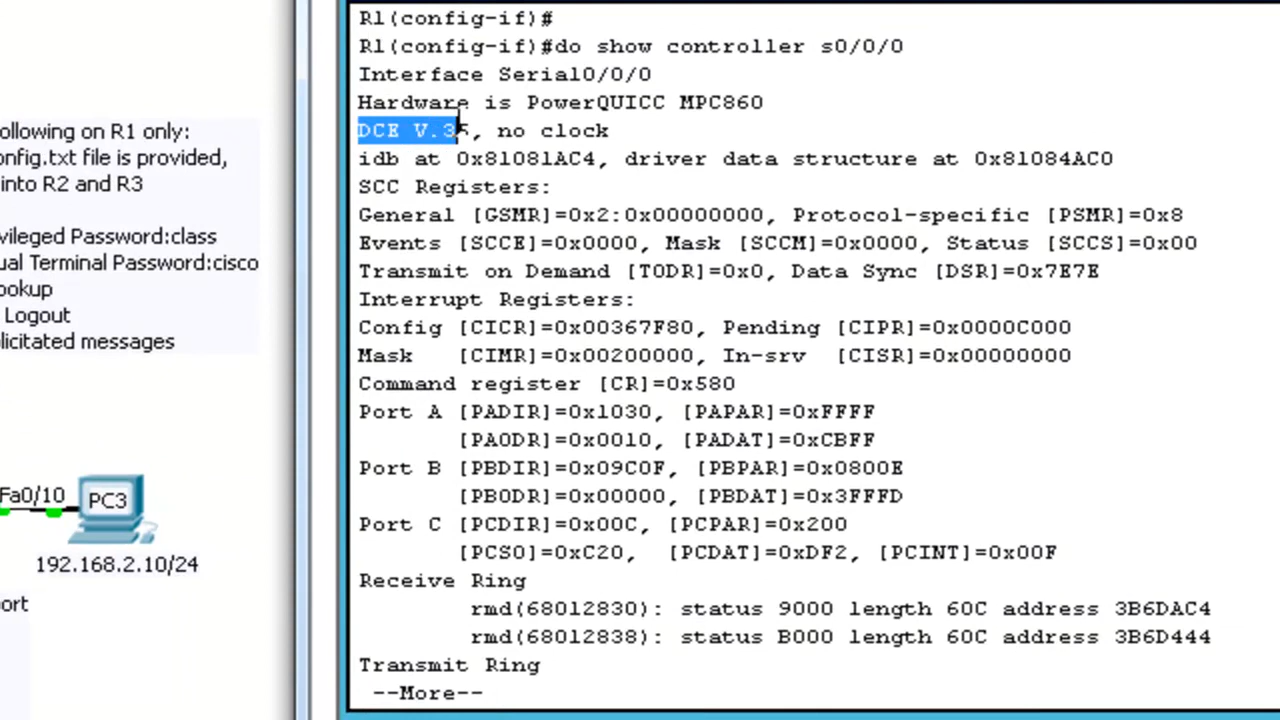 ollowing on R1 only:
onfig.txt file is provided,
into R2 and R3
vileged Password:class
ual Terminal Password:cisco
ookup
Logout
licitated messages
Fa0/10
PC3
192.168.2.10/24
ort
R1(config-if)#
R1(config-if)#do show controller s0/0/0
Interface Serial0/0/0
Hardware is PowerQUICC MPC860
DCE V.35, no clock
idb at 0x81081AC4, driver data structure at 0x81084AC0
SCC Registers:
General [GSMR]=0x2:0x00000000, Protocol-specific [PSMR]=0x8
Events [SCCE]=0x0000, Mask [SCCM]=0x0000, Status [SCCS]=0x00
Transmit on Demand [TODR]=0x0, Data Sync [DSR]=0x7E7E
Interrupt Registers:
Config [CICR]=0x00367F80, Pending [CIPR]=0x0000C000
Mask   [CIMR]=0x00200000, In-srv  [CISR]=0x00000000
Command register [CR]=0x580
Port A [PADIR]=0x1030, [PAPAR]=0xFFFF
[PAODR]=0x0010, [PADAT]=0xCBFF
Port B [PBDIR]=0x09C0F, [PBPAR]=0x0800E
[PBODR]=0x00000, [PBDAT]=0x3FFFD
Port C [PCDIR]=0x00C, [PCPAR]=0x200
[PCSO]=0xC20,  [PCDAT]=0xDF2, [PCINT]=0x00F
Receive Ring
rmd(68012830): status 9000 length 60C address 3B6DAC4
rmd(68012838): status B000 length 60C address 3B6D444
Transmit Ring
--More--